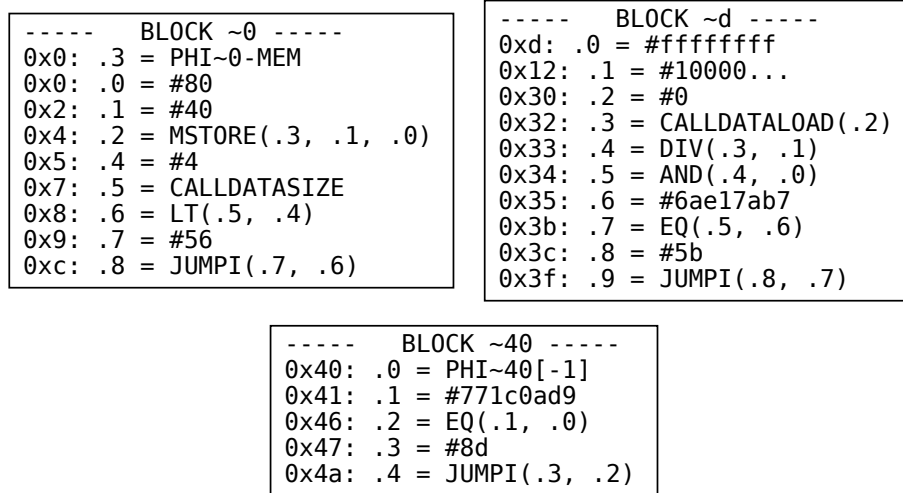 -----   BLOCK ~0 -----
0x0: .3 = PHI~0-MEM
0x0: .0 = #80
0x2: .1 = #40
0x4: .2 = MSTORE(.3, .1, .0)
0x5: .4 = #4
0x7: .5 = CALLDATASIZE
0x8: .6 = LT(.5, .4)
0x9: .7 = #56
0xc: .8 = JUMPI(.7, .6)
-----   BLOCK ~d -----
0xd: .0 = #ffffffff
0x12: .1 = #10000...
0x30: .2 = #0
0x32: .3 = CALLDATALOAD(.2)
0x33: .4 = DIV(.3, .1)
0x34: .5 = AND(.4, .0)
0x35: .6 = #6ae17ab7
0x3b: .7 = EQ(.5, .6)
0x3c: .8 = #5b
0x3f: .9 = JUMPI(.8, .7)
-----   BLOCK ~40 -----
0x40: .0 = PHI~40[-1]
0x41: .1 = #771c0ad9
0x46: .2 = EQ(.1, .0)
0x47: .3 = #8d
0x4a: .4 = JUMPI(.3, .2)